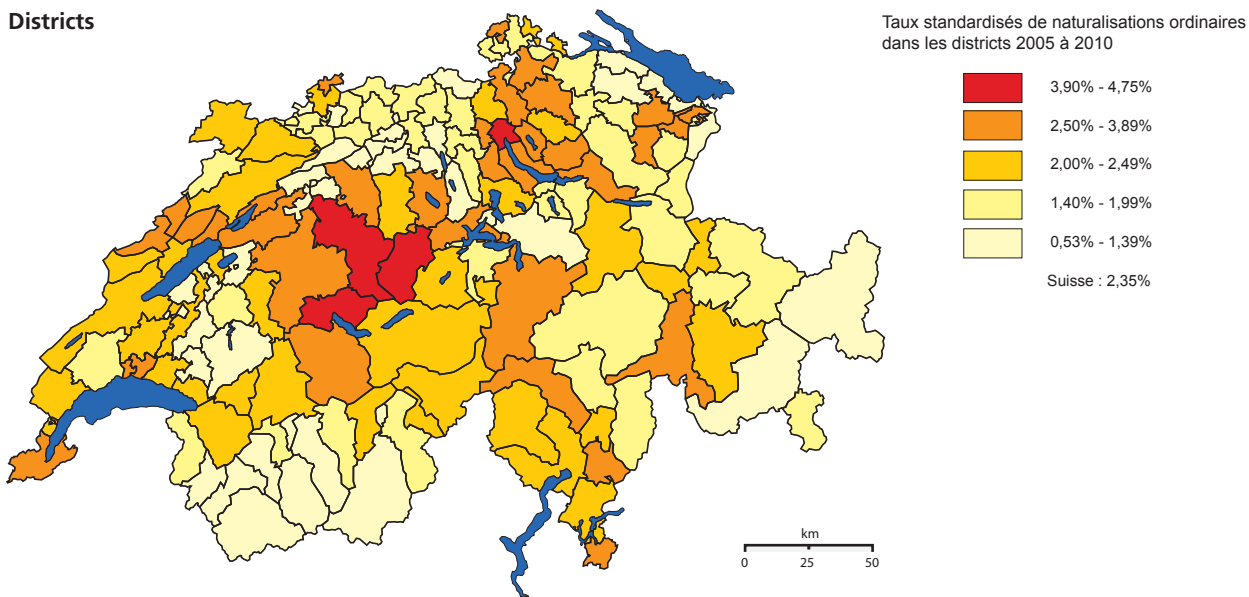 Districts
Taux standardisés de naturalisations ordinaires
dans les districts 2005 à 2010
3,90% - 4,75%
2,50% - 3,89%
2,00% - 2,49%
1,40% - 1,99%
0,53% - 1,39%
Suisse : 2,35%
km
0 25 50